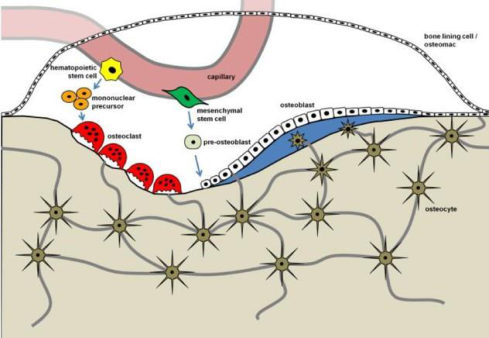 bone lining cell /
osteomac
hematopoietic
stem cell
capillary
mononuclear
precursor
mesenchymal
stem cell
osteoblast
osteoclast
pre-osteoblast
osteocyte